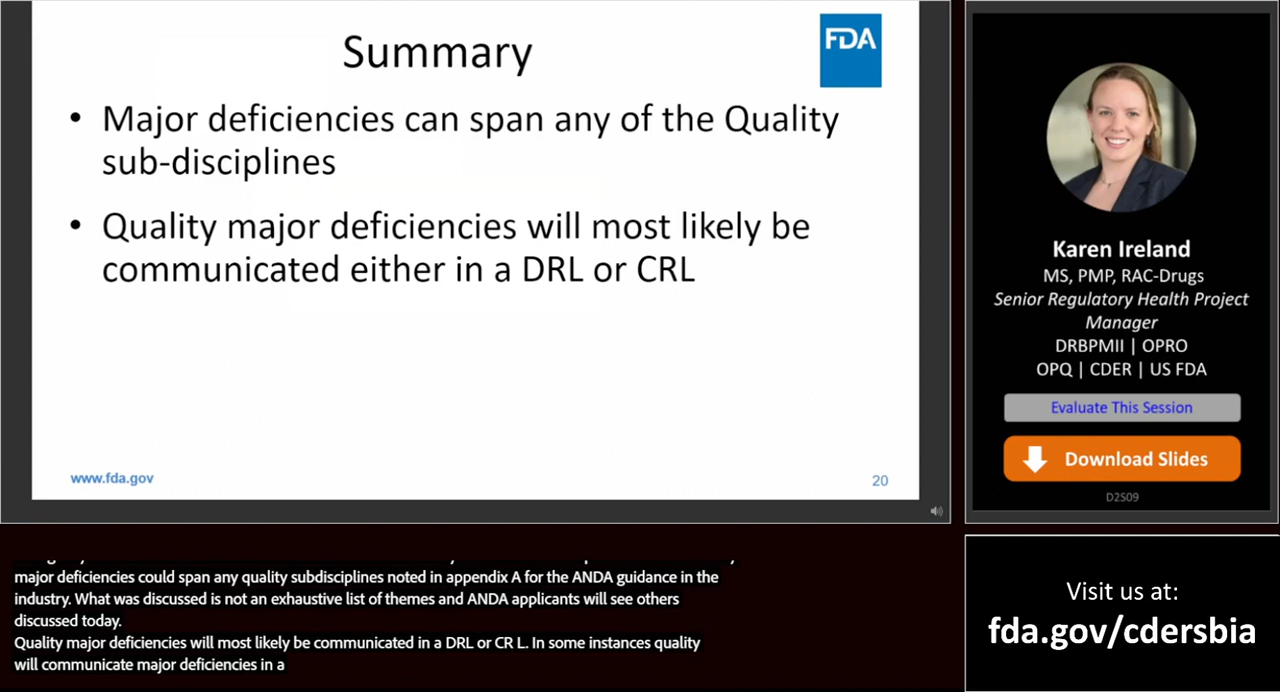 Summary
FDA
• Major deficiencies can span any of the Quality
sub-disciplines
• Quality major deficiencies will most likely be
communicated either in a DRL or CRL
www.fda.gov
20
Karen Ireland
MS, PMP, RAC-Drugs
Senior Regulatory Health Project
Manager
DRBPMII | OPRO
OPQ | CDER | US FDA
Evaluate This Session
Download Slides
D2S09
major deficiencies could span any quality subdisciplines noted in appendix A for the ANDA guidance in the
industry. What was discussed is not an exhaustive list of themes and ANDA applicants will see others
discussed today.
Quality major deficiencies will most likely be communicated in a DRL or CR L. In some instances quality
will communicate major deficiencies in a
Visit us at:
fda.gov/cdersbia